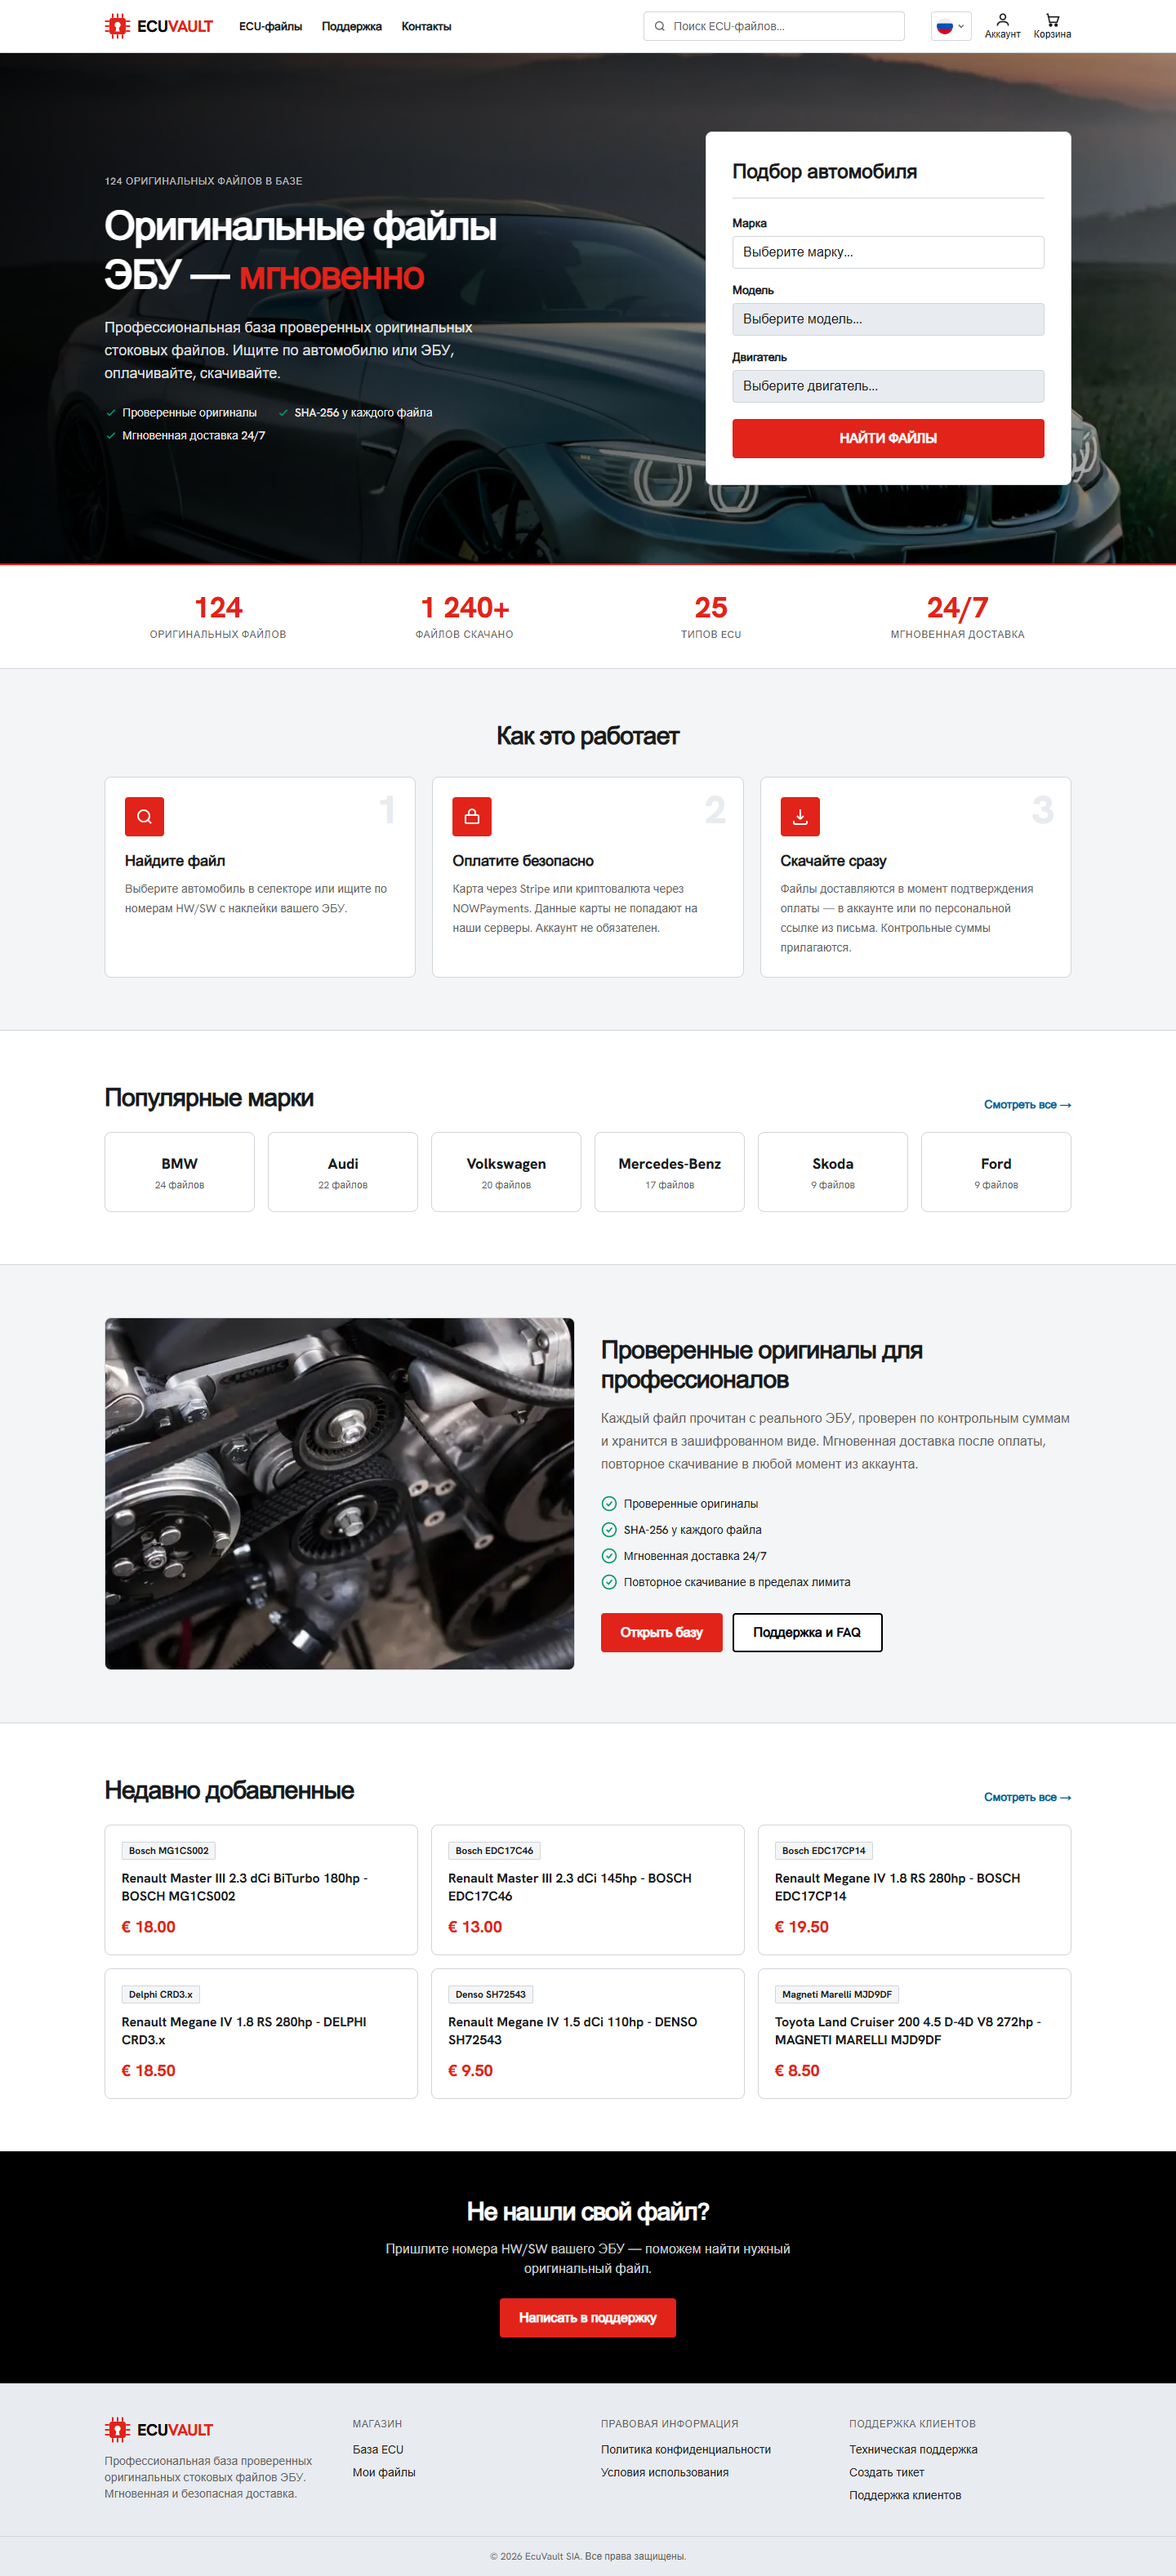 ECUVAULT
ECU-файлы
Поддержка
Контакты
Поиск ECU-файлов...
Аккаунт
Корзина
124 ОРИГИНАЛЬНЫХ ФАЙЛОВ В БАЗЕ
Оригинальные файлы
ЭБУ — мгновенно
Профессиональная база проверенных оригинальных
стоковых файлов. Ищите по автомобилю или ЭБУ,
оплачивайте, скачивайте.
Проверенные оригиналы
SHA-256 у каждого файла
Мгновенная доставка 24/7
Подбор автомобиля
Марка
Выберите марку...
Модель
Выберите модель...
Двигатель
Выберите двигатель...
НАЙТИ ФАЙЛЫ
124
ОРИГИНАЛЬНЫХ ФАЙЛОВ
1 240+
ФАЙЛОВ СКАЧАНО
25
ТИПОВ ECU
24/7
МГНОВЕННАЯ ДОСТАВКА
Как это работает
1
Найдите файл
Выберите автомобиль в селекторе или ищите по
номерам HW/SW с наклейки вашего ЭБУ.
2
Оплатите безопасно
Карта через Stripe или криптовалюта через
NOWPayments. Данные карты не попадают на
наши серверы. Аккаунт не обязателен.
3
Скачайте сразу
Файлы доставляются в момент подтверждения
оплаты — в аккаунте или по персональной
ссылке из письма. Контрольные суммы
прилагаются.
Популярные марки
Смотреть все →
BMW
24 файлов
Audi
22 файлов
Volkswagen
20 файлов
Mercedes-Benz
17 файлов
Skoda
9 файлов
Ford
9 файлов
Проверенные оригиналы для
профессионалов
Каждый файл прочитан с реального ЭБУ, проверен по контрольным суммам
и хранится в зашифрованном виде. Мгновенная доставка после оплаты,
повторное скачивание в любой момент из аккаунта.
Проверенные оригиналы
SHA-256 у каждого файла
Мгновенная доставка 24/7
Повторное скачивание в пределах лимита
Открыть базу
Поддержка и FAQ
Недавно добавленные
Смотреть все →
Bosch MG1CS002
Renault Master III 2.3 dCi BiTurbo 180hp -
BOSCH MG1CS002
€ 18.00
Bosch EDC17C46
Renault Master III 2.3 dCi 145hp - BOSCH
EDC17C46
€ 13.00
Bosch EDC17CP14
Renault Megane IV 1.8 RS 280hp - BOSCH
EDC17CP14
€ 19.50
Delphi CRD3.x
Renault Megane IV 1.8 RS 280hp - DELPHI
CRD3.x
€ 18.50
Denso SH72543
Renault Megane IV 1.5 dCi 110hp - DENSO
SH72543
€ 9.50
Magneti Marelli MJD9DF
Toyota Land Cruiser 200 4.5 D-4D V8 272hp -
MAGNETI MARELLI MJD9DF
€ 8.50
Не нашли свой файл?
Пришлите номера HW/SW вашего ЭБУ — поможем найти нужный
оригинальный файл.
Написать в поддержку
ECUVAULT
Профессиональная база проверенных
оригинальных стоковых файлов ЭБУ.
Мгновенная и безопасная доставка.
МАГАЗИН
База ECU
Мои файлы
ПРАВОВАЯ ИНФОРМАЦИЯ
Политика конфиденциальности
Условия использования
ПОДДЕРЖКА КЛИЕНТОВ
Техническая поддержка
Создать тикет
Поддержка клиентов
© 2026 EcuVault SIA. Все права защищены.